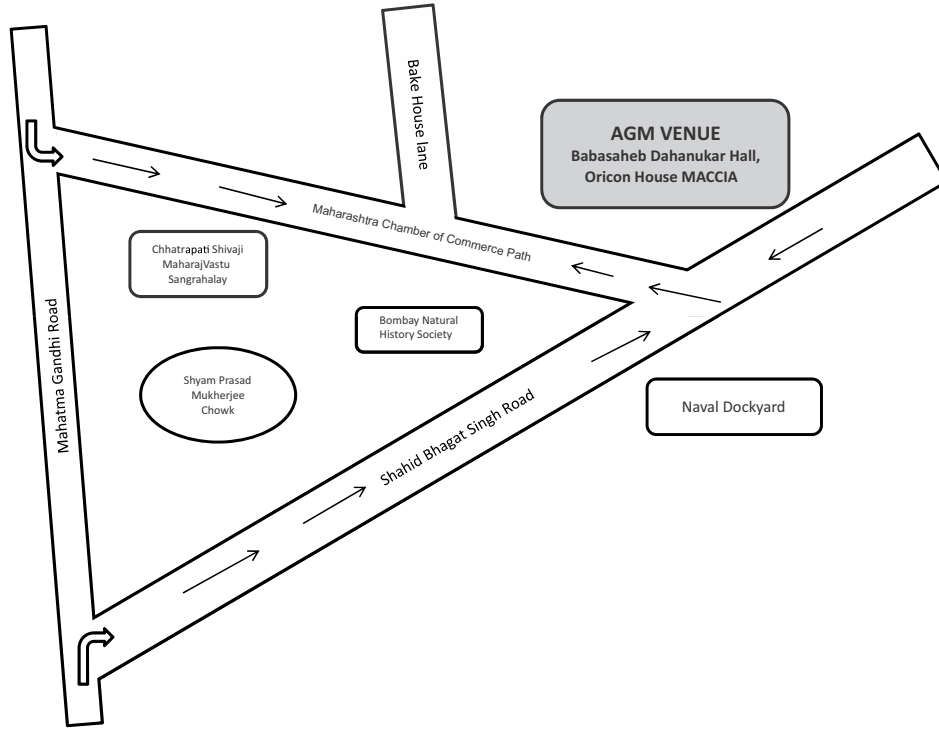 Bake House lane
AGM VENUE
Babasaheb Dahanukar Hall,
Oricon House MACCIA
Maharashtra Chamber of Commerce Path
Chhatrapati Shivaji
MaharajVastu
Sangrahalay
Bombay Natural
History Society
Mahatma Gandhi Road
Shyam Prasad
Mukherjee
Chowk
Naval Dockyard
Shahid Bhagat Singh Road